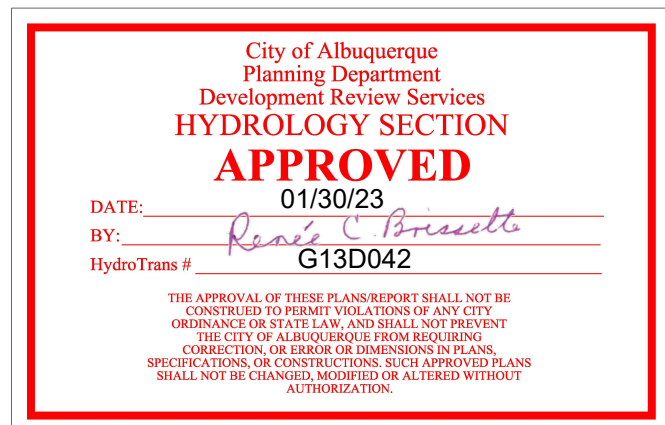 City of Albuquerque
Planning Department
Development Review Services
HYDROLOGY SECTION
APPROVED
DATE: 01/30/23
BY: Renée C. Brissette
HydroTrans # G13D042
THE APPROVAL OF THESE PLANS/REPORT SHALL NOT BE
CONSTRUED TO PERMIT VIOLATIONS OF ANY CITY
ORDINANCE OR STATE LAW, AND SHALL NOT PREVENT
THE CITY OF ALBUQUERQUE FROM REQUIRING
CORRECTION, OR ERROR OR DIMENSIONS IN PLANS,
SPECIFICATIONS, OR CONSTRUCTIONS. SUCH APPROVED PLANS
SHALL NOT BE CHANGED, MODIFIED OR ALTERED WITHOUT
AUTHORIZATION.